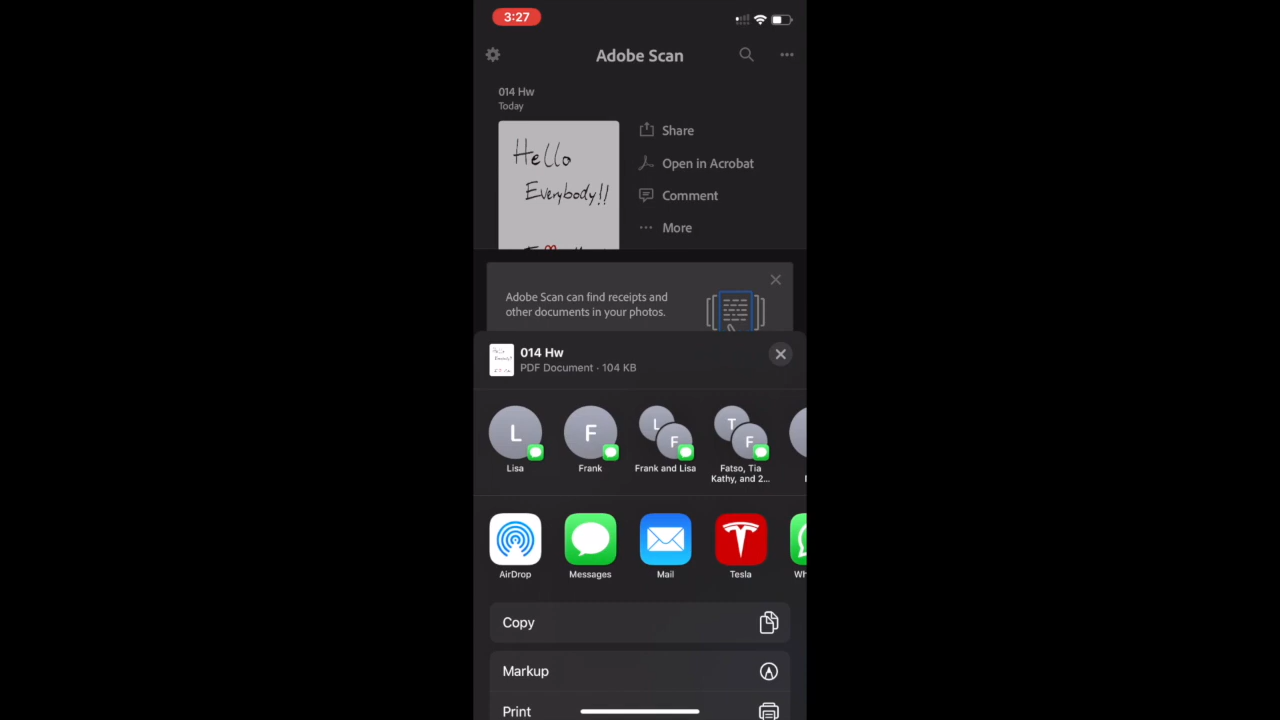 3:27
Adobe Scan
014 Hw
Today
Hello
Everybody!!
Share
Open in Acrobat
Comment
More
Adobe Scan can find receipts and
other documents in your photos.
014 Hw
PDF Document · 104 KB
L
F
L
F
T
F
Lisa
Frank
Frank and Lisa
Fatso, Tia
Kathy, and 2...
AirDrop
Messages
Mail
Tesla
Wh
Copy
Markup
Print